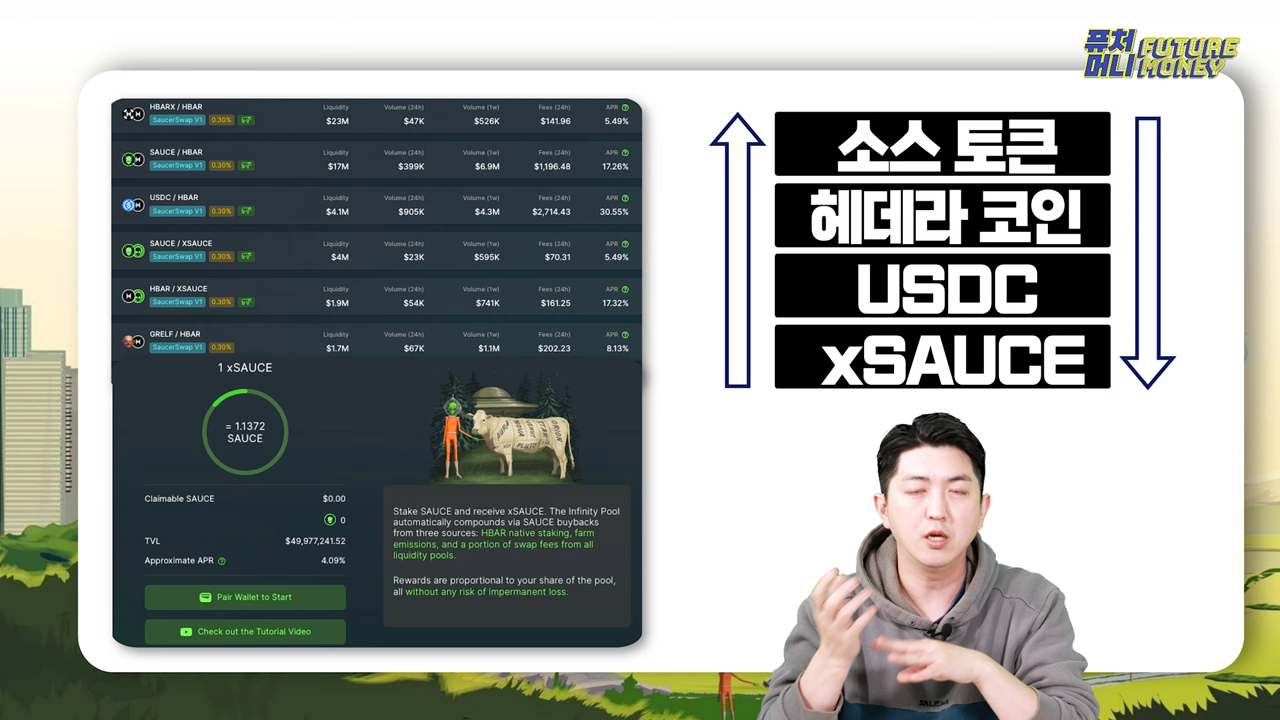 퓨처
머니
FUTURE
MONEY
HBARX / HBAR
SaucerSwap V1 0.30%
Liquidity Volume (24h) Volume (1w) Fees (24h) APR ?
$23M $47K $526K $141.96 5.49%
SAUCE / HBAR
SaucerSwap V1 0.30%
Liquidity Volume (24h) Volume (1w) Fees (24h) APR ?
$17M $399K $6.9M $1,196.48 17.26%
USDC / HBAR
SaucerSwap V1 0.30%
Liquidity Volume (24h) Volume (1w) Fees (24h) APR ?
$4.1M $905K $4.3M $2,714.43 30.55%
SAUCE / XSAUCE
SaucerSwap V1 0.30%
Liquidity Volume (24h) Volume (1w) Fees (24h) APR ?
$4M $23K $595K $70.31 5.49%
HBAR / XSAUCE
SaucerSwap V1 0.30%
Liquidity Volume (24h) Volume (1w) Fees (24h) APR ?
$1.9M $54K $741K $161.25 17.32%
GRELF / HBAR
SaucerSwap V1 0.30%
Liquidity Volume (24h) Volume (1w) Fees (24h) APR ?
$1.7M $67K $1.1M $202.23 8.13%
1 xSAUCE
= 1.1372
SAUCE
Claimable SAUCE $0.00
0
TVL $49,977,241.52
Approximate APR ? 4.09%
Pair Wallet to Start
Check out the Tutorial Video
Stake SAUCE and receive xSAUCE. The Infinity Pool
automatically compounds via SAUCE buybacks
from three sources: HBAR native staking, farm
emissions, and a portion of swap fees from all
liquidity pools.
Rewards are proportional to your share of the pool,
all without any risk of impermanent loss.
소스 토큰
헤데라 코인
USDC
xSAUCE